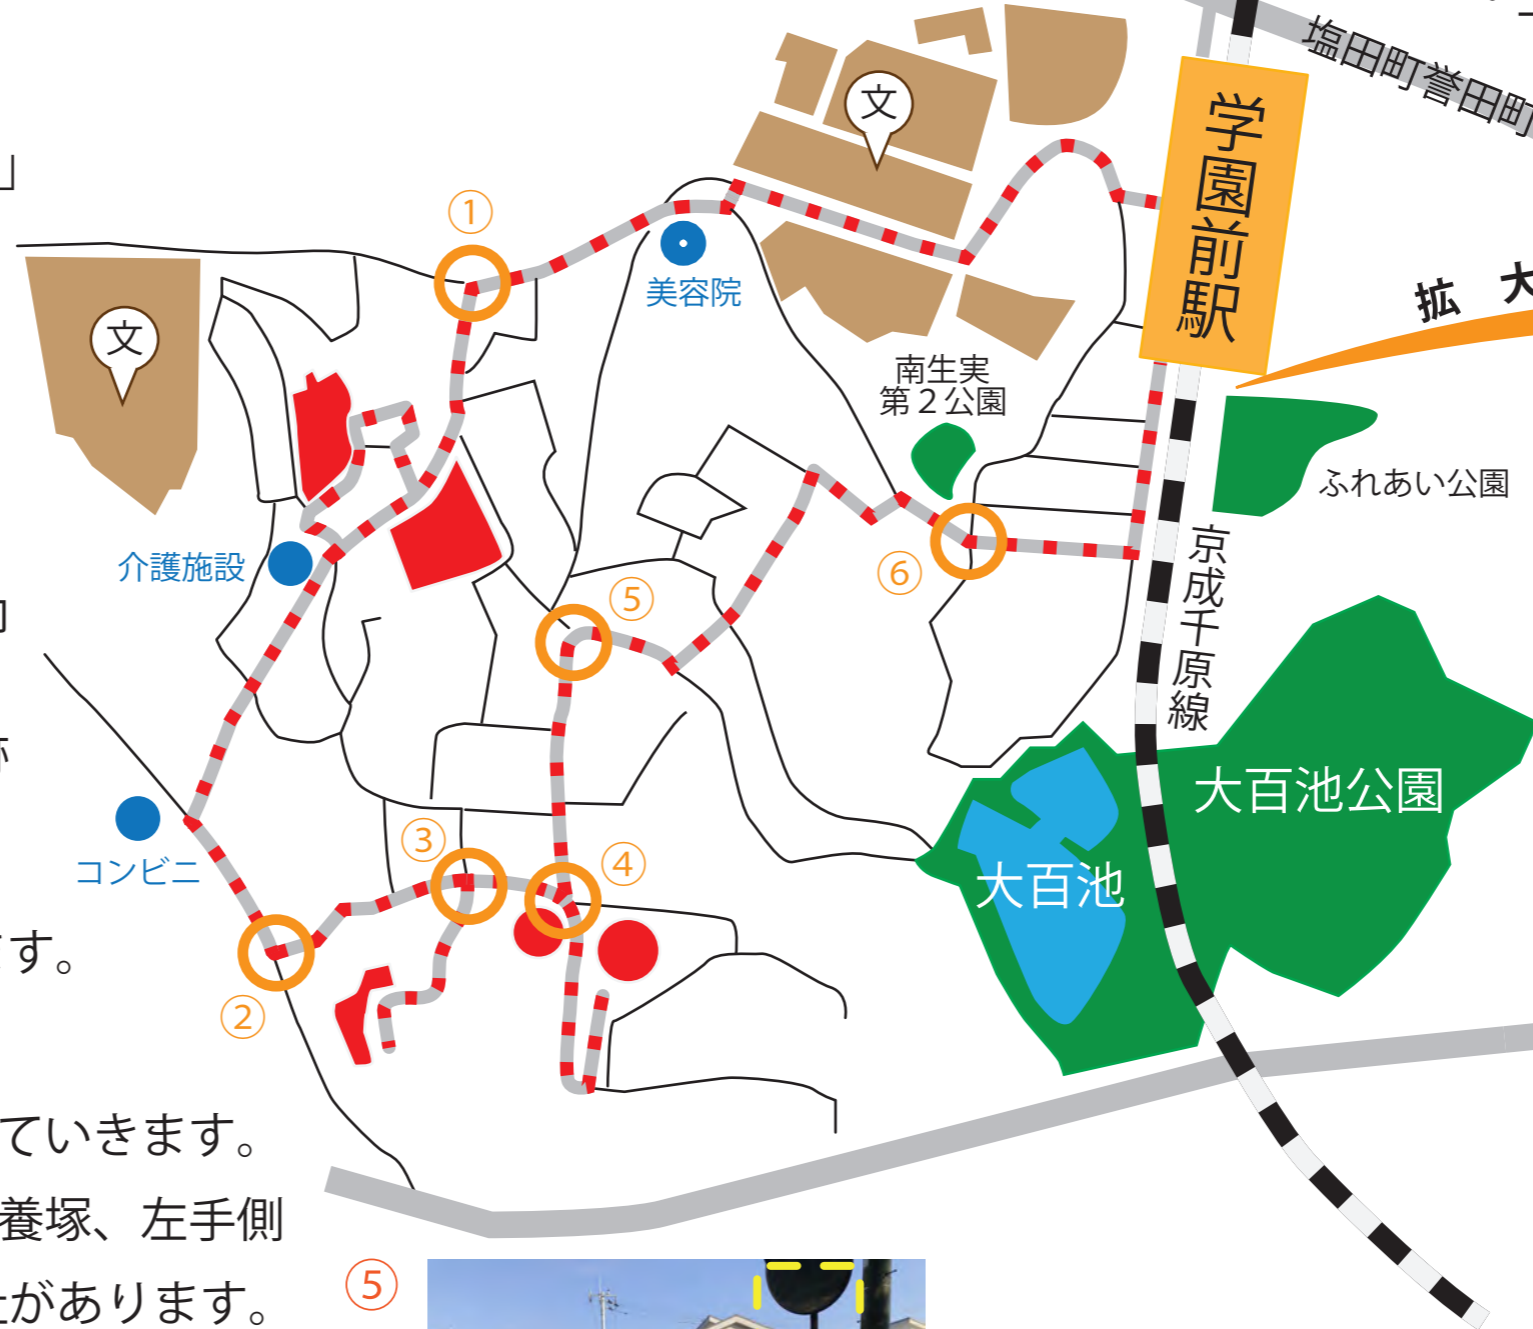 塩田町誉田町
」
文
学園前駅
①
美容院
拡大
文
南生実
第２公園
ふれあい公園
介護施設
⑥
京成千原線
⑤
大百池公園
コンビニ
③
④
大百池
す。
②
ていきます。
養塚、左手側
があります。
⑤